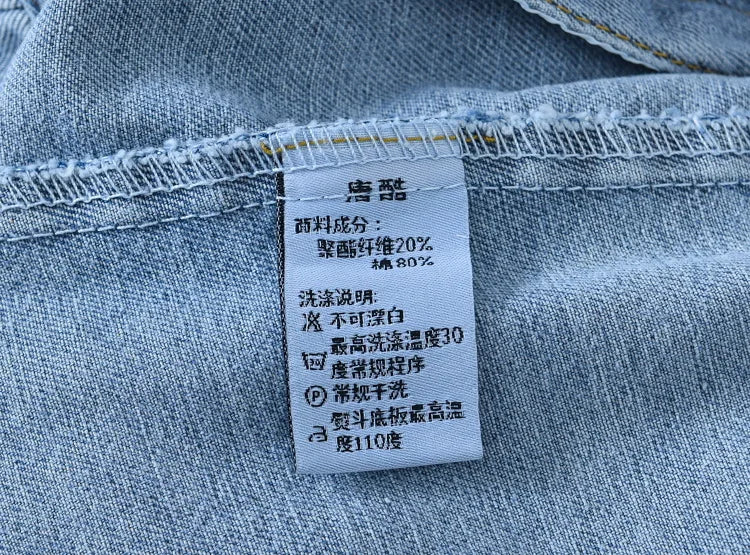 唐酷
面料成分:
聚酯纤维20%
棉80%
洗涤说明:
不可漂白
最高洗涤温度30
度常规程序
P
常规干洗
熨斗底板最高温
度110度